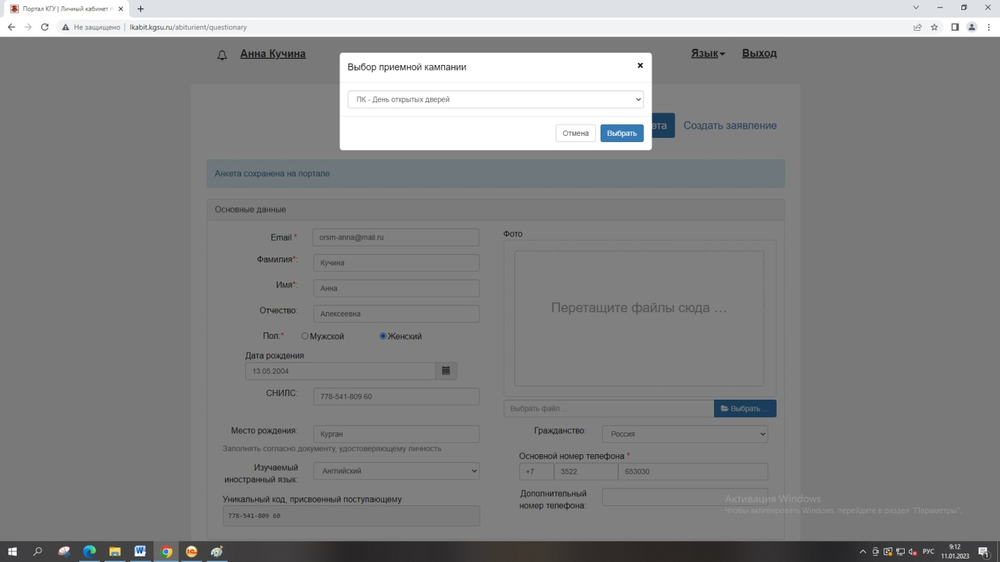 Портал КГУ | Личный кабинет п
Не защищено | lkabit.kgsu.ru/abiturient/questionary
Анна Кучина
Язык
Выход
Выбор приемной кампании
ПК - День открытых дверей
Отмена
Выбрать
Создать заявление
Анкета сохранена на портале
Основные данные
Email *
orsm-anna@mail.ru
Фото
Фамилия*:
Кучина
Имя*:
Анна
Перетащите файлы сюда …
Отчество:
Алексеевна
Пол:*
Мужской
Женский
Дата рождения
13.05.2004
СНИЛС:
778-541-809 60
Выбрать файл ...
Выбрать ...
Место рождения:
Курган
Гражданство:
Россия
Заполнять согласно документу, удостоверяющему личность
Основной номер телефона *
Изучаемый
иностранный язык:
Английский
+7
3522
653030
Уникальный код, присвоенный поступающему
778-541-809 60
Дополнительный
номер телефона:
Активация Windows
Чтобы активировать Windows, перейдите в раздел "Параметры".
РУС
9:12
11.01.2023
1